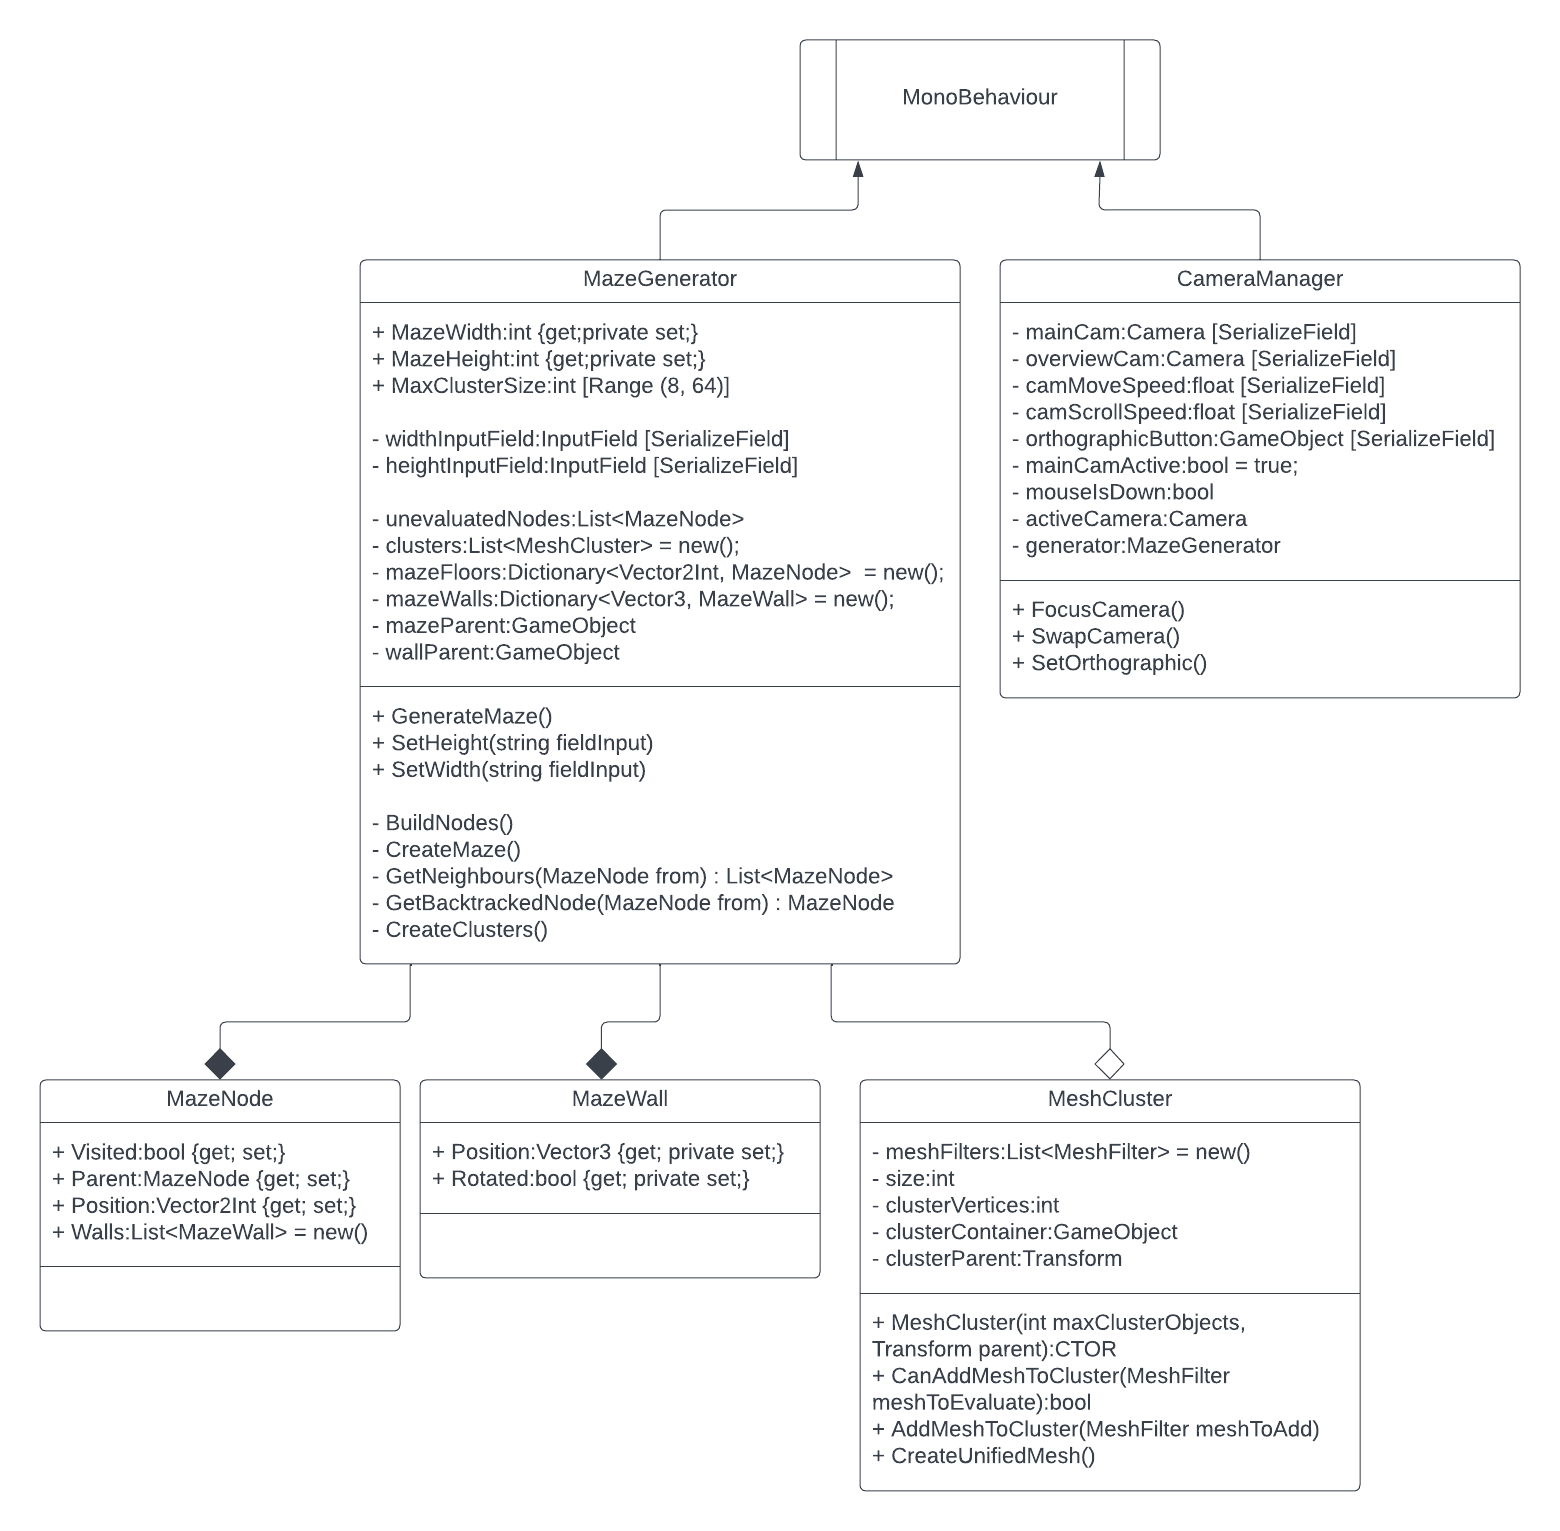 MonoBehaviour
MazeGenerator
+ MazeWidth:int {get;private set;}
+ MazeHeight:int {get;private set;}
+ MaxClusterSize:int [Range (8, 64)]
- widthInputField:InputField [SerializeField]
- heightInputField:InputField [SerializeField]
- unevaluatedNodes:List<MazeNode>
- clusters:List<MeshCluster> = new();
- mazeFloors:Dictionary<Vector2Int, MazeNode>  = new();
- mazeWalls:Dictionary<Vector3, MazeWall> = new();
- mazeParent:GameObject
- wallParent:GameObject
+ GenerateMaze()
+ SetHeight(string fieldInput)
+ SetWidth(string fieldInput)
- BuildNodes()
- CreateMaze()
- GetNeighbours(MazeNode from) : List<MazeNode>
- GetBacktrackedNode(MazeNode from) : MazeNode
- CreateClusters()
CameraManager
- mainCam:Camera [SerializeField]
- overviewCam:Camera [SerializeField]
- camMoveSpeed:float [SerializeField]
- camScrollSpeed:float [SerializeField]
- orthographicButton:GameObject [SerializeField]
- mainCamActive:bool = true;
- mouseIsDown:bool
- activeCamera:Camera
- generator:MazeGenerator
+ FocusCamera()
+ SwapCamera()
+ SetOrthographic()
MazeNode
+ Visited:bool {get; set;}
+ Parent:MazeNode {get; set;}
+ Position:Vector2Int {get; set;}
+ Walls:List<MazeWall> = new()
MazeWall
+ Position:Vector3 {get; private set;}
+ Rotated:bool {get; private set;}
MeshCluster
- meshFilters:List<MeshFilter> = new()
- size:int
- clusterVertices:int
- clusterContainer:GameObject
- clusterParent:Transform
+ MeshCluster(int maxClusterObjects,
Transform parent):CTOR
+ CanAddMeshToCluster(MeshFilter
meshToEvaluate):bool
+ AddMeshToCluster(MeshFilter meshToAdd)
+ CreateUnifiedMesh()